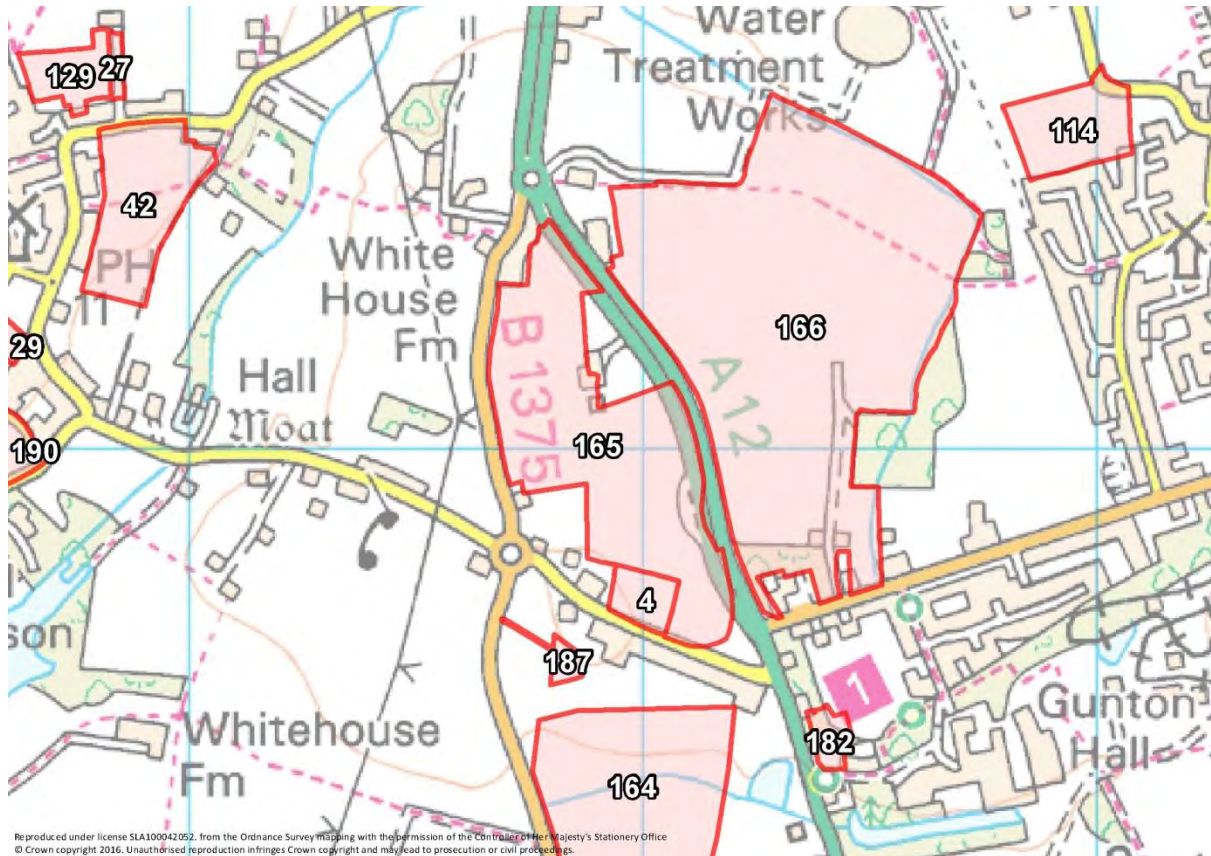 Water
Treatment
Works
129
27
114
42
PH
White
House
Fm
B 1375
A 12
166
29
Hall
Moat
165
190
4
187
1
Gunton
Hall
182
Whitehouse
Fm
164
son
Reproduced under license SLA100042052. from the Ordnance Survey mapping with the permission of the Controller of Her Majesty's Stationery Office
© Crown copyright 2016. Unauthorised reproduction infringes Crown copyright and may lead to prosecution or civil proceedings.